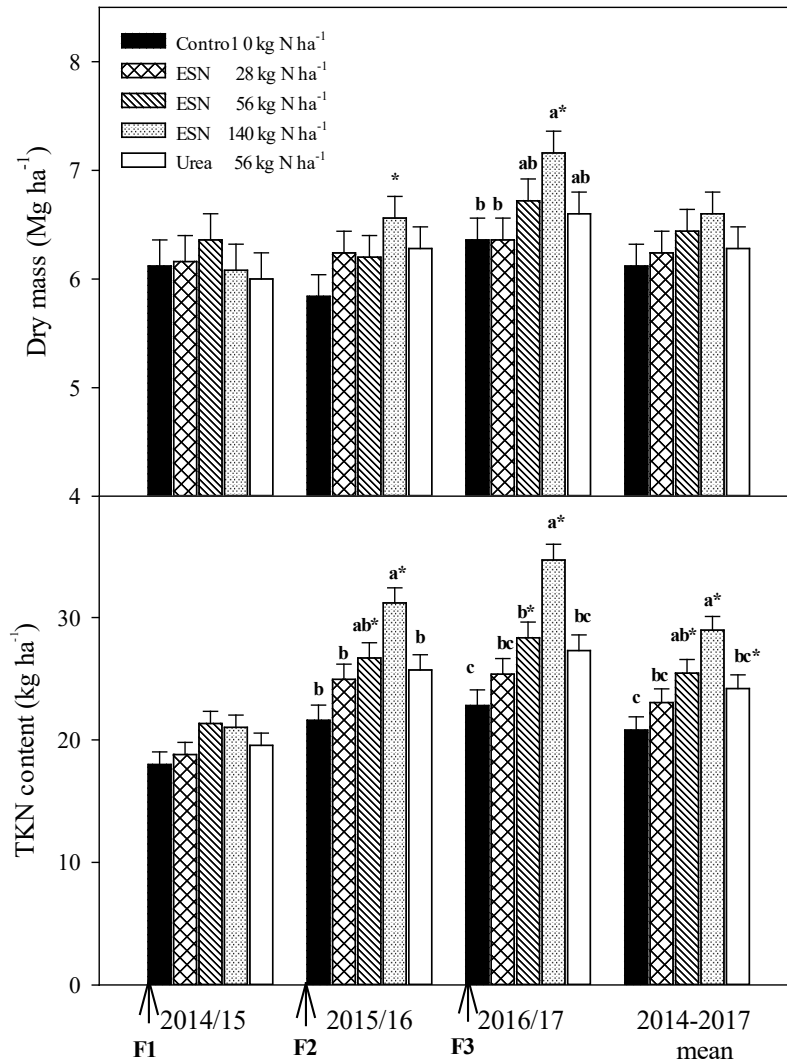 8
7
6
5
4
Dry mass (Mg ha⁻¹)
Control 0 kg N ha⁻¹
ESN 28 kg N ha⁻¹
ESN 56 kg N ha⁻¹
ESN 140 kg N ha⁻¹
Urea 56 kg N ha⁻¹
*
b b ab a* ab
30
20
10
0
TKN content (kg ha⁻¹)
b b ab* a* b
c bc b* a* bc
c bc ab* a* bc*
2014/15 2015/16 2016/17 2014-2017
mean
F1 F2 F3